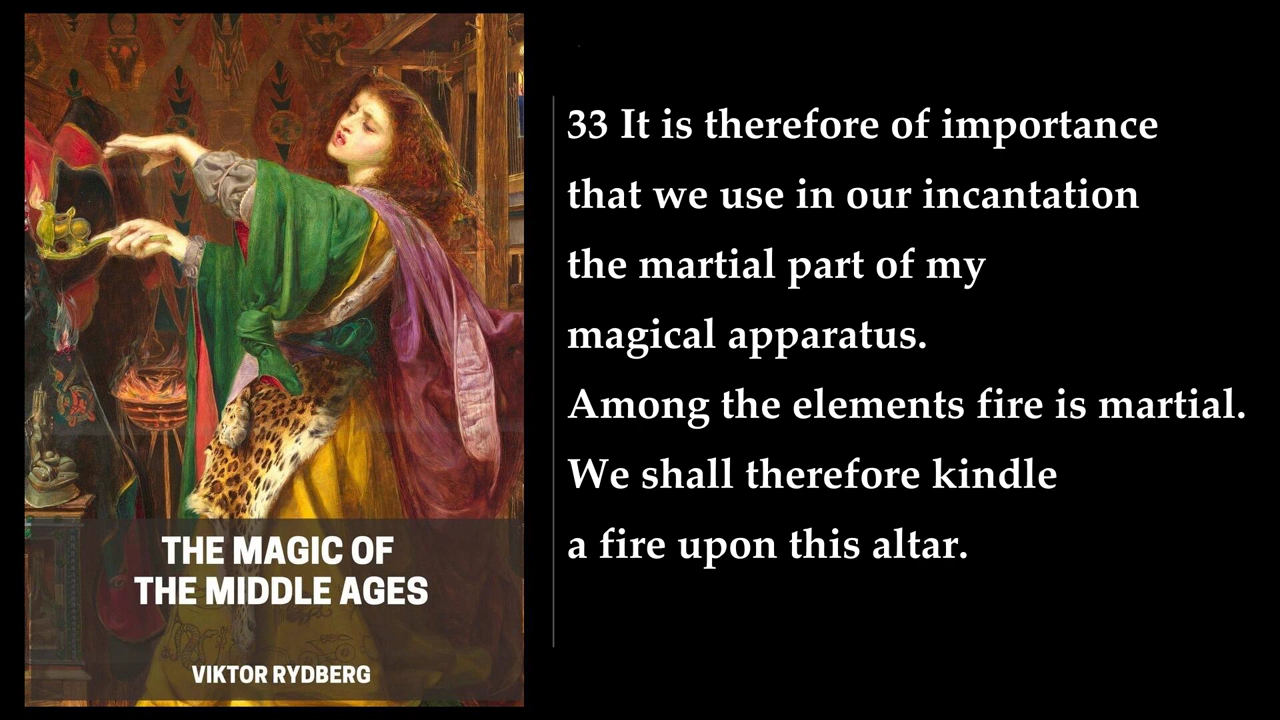 THE MAGIC OF
THE MIDDLE AGES
VIKTOR RYDBERG
33 It is therefore of importance
that we use in our incantation
the martial part of my
magical apparatus.
Among the elements fire is martial.
We shall therefore kindle
a fire upon this altar.